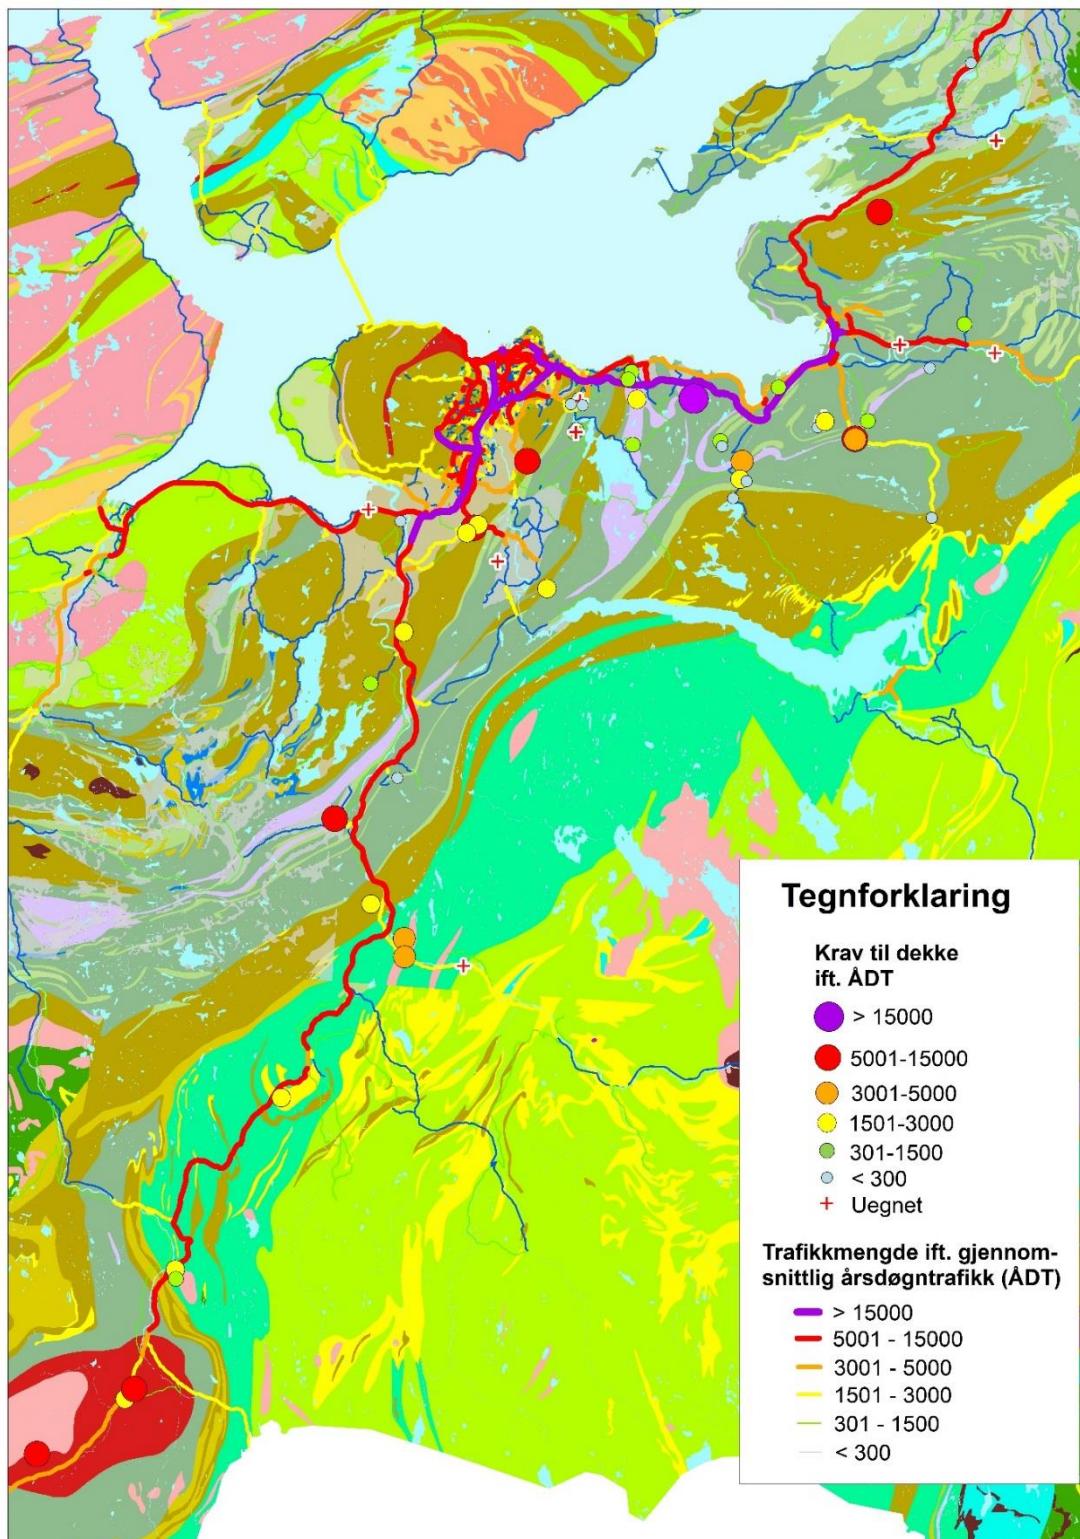 Tegnforklaring
Krav til dekke
ift. ÅDT
> 15000
5001-15000
3001-5000
1501-3000
301-1500
< 300
Uegnet
Trafikkmengde ift. gjennom-
snittlig årsdøgntrafikk (ÅDT)
> 15000
5001 - 15000
3001 - 5000
1501 - 3000
301 - 1500
< 300